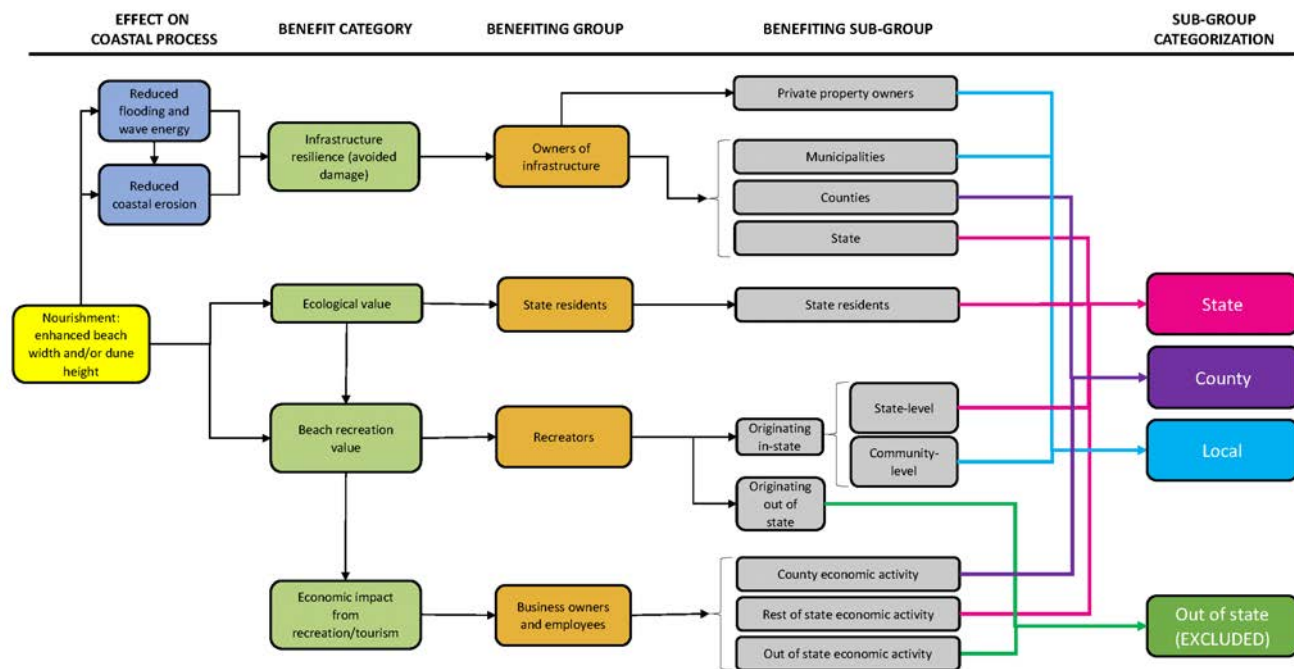 EFFECT ON
COASTAL PROCESS
BENEFIT CATEGORY
BENEFITING GROUP
BENEFITING SUB-GROUP
SUB-GROUP
CATEGORIZATION
Reduced
flooding and
wave energy
Reduced
coastal erosion
Infrastructure
resilience (avoided
damage)
Owners of
infrastructure
Private property owners
Municipalities
Counties
State
Nourishment:
enhanced beach
width and/or dune
height
Ecological value
State residents
State residents
State
County
Local
Beach recreation
value
Recreators
Originating
in-state
State-level
Community-
level
Originating
out of
state
Economic impact
from
recreation/tourism
Business owners
and employees
County economic activity
Rest of state economic activity
Out of state economic activity
Out of state
(EXCLUDED)